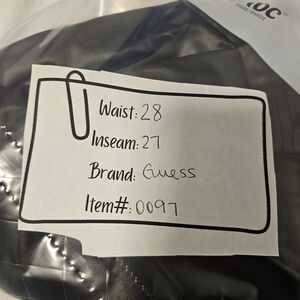 Waist: 28
Inseam: 27
Brand: Guess
Item#: 0097